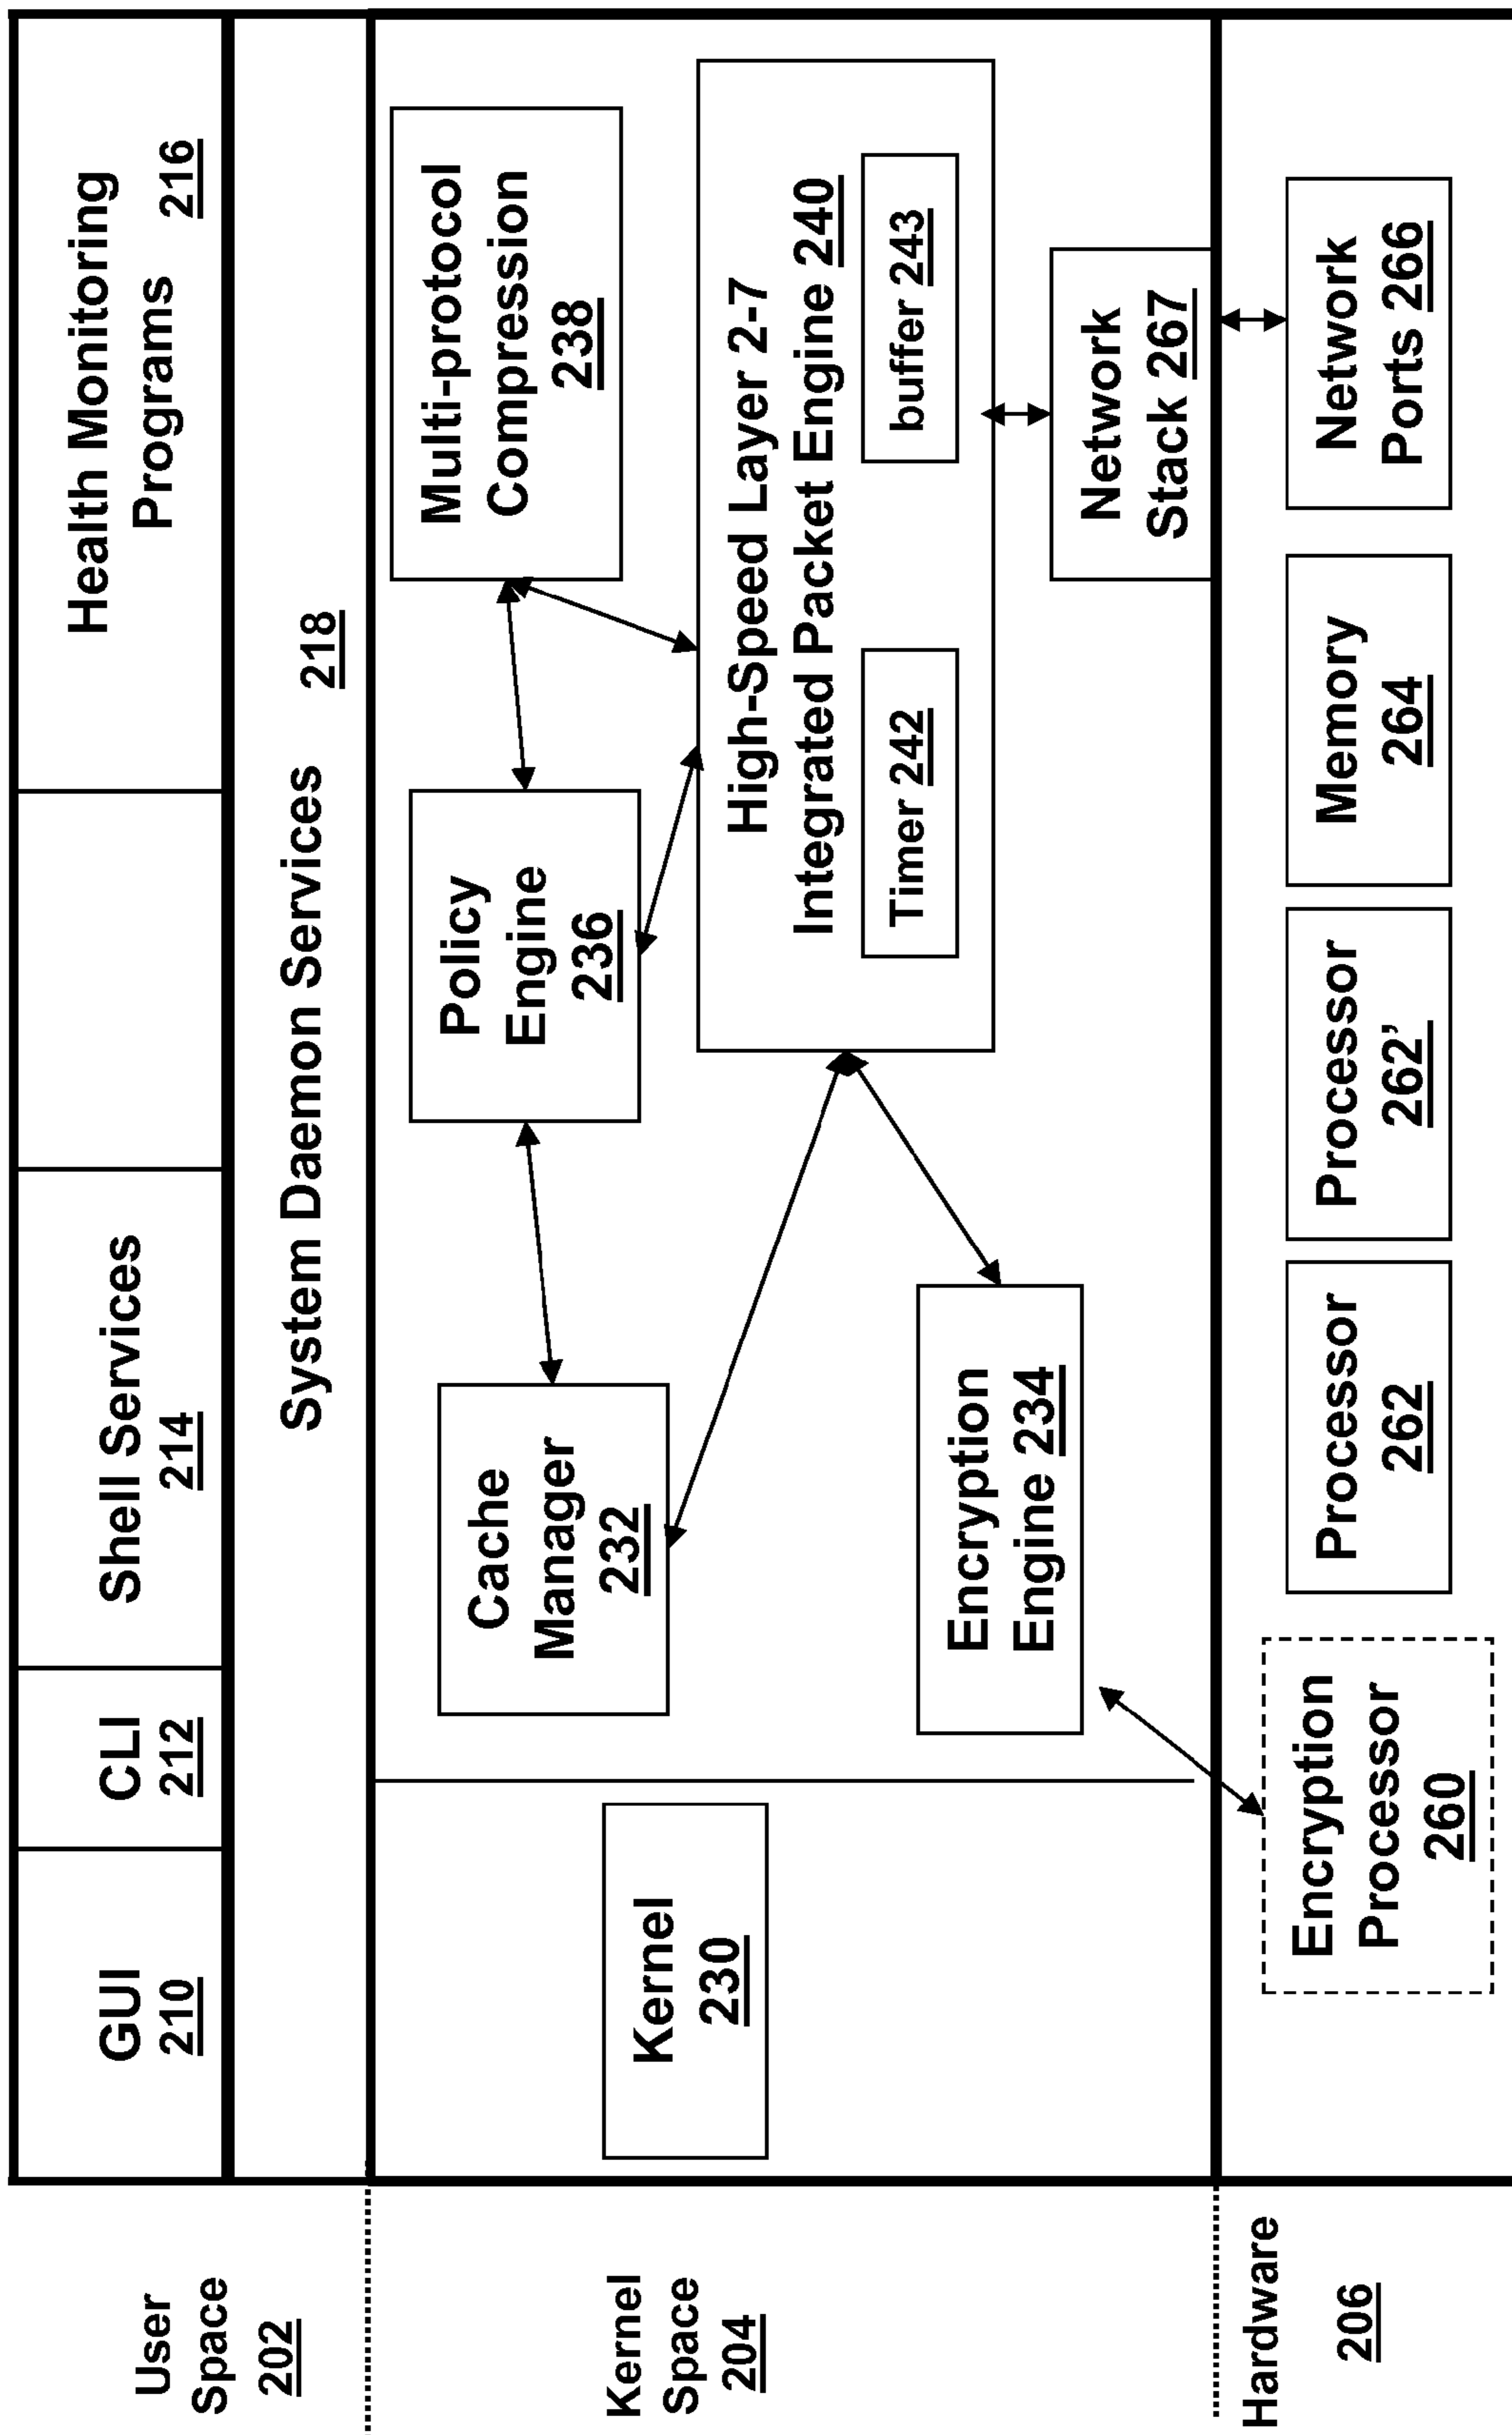 User
Space
202
GUI
210
CLI
212
Shell Services
214
Health Monitoring
Programs 216
System Daemon Services 218
Kernel
Space
204
Kernel
230
Cache
Manager
232
Policy
Engine
236
Multi-protocol
Compression
238
High-Speed Layer 2-7
Integrated Packet Engine 240
Timer 242
buffer 243
Encryption
Engine 234
Network
Stack 267
Hardware
206
Encryption
Processor
260
Processor
262
Processor
262’
Memory
264
Network
Ports 266